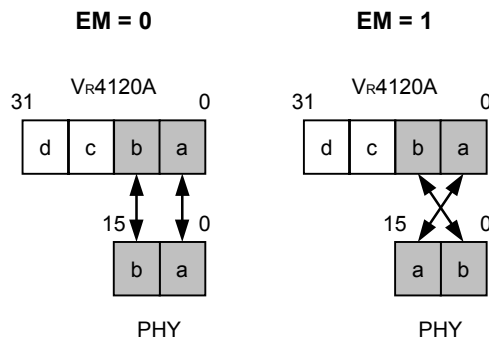 EM = 0
EM = 1
VR4120A
VR4120A
31 0
31 0
d c b a
d c b a
15 0
15 0
b a
a b
PHY
PHY